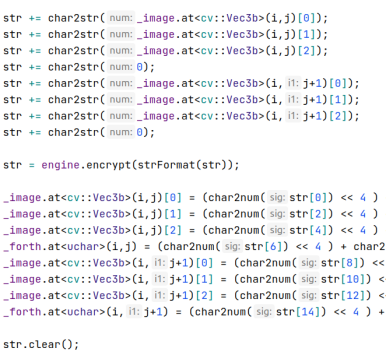 str += char2str( num: _image.at<cv::Vec3b>(i,j)[0]);
str += char2str( num: _image.at<cv::Vec3b>(i,j)[1]);
str += char2str( num: _image.at<cv::Vec3b>(i,j)[2]);
str += char2str( num: 0);
str += char2str( num: _image.at<cv::Vec3b>(i, i1: j+1)[0]);
str += char2str( num: _image.at<cv::Vec3b>(i, i1: j+1)[1]);
str += char2str( num: _image.at<cv::Vec3b>(i, i1: j+1)[2]);
str += char2str( num: 0);
str = engine.encrypt(strFormat(str));
_image.at<cv::Vec3b>(i,j)[0] = (char2num( sig: str[0]) << 4 )
_image.at<cv::Vec3b>(i,j)[1] = (char2num( sig: str[2]) << 4 )
_image.at<cv::Vec3b>(i,j)[2] = (char2num( sig: str[4]) << 4 )
_forth.at<uchar>(i,j) = (char2num( sig: str[6]) << 4 ) + char2
_image.at<cv::Vec3b>(i, i1: j+1)[0] = (char2num( sig: str[8]) <<
_image.at<cv::Vec3b>(i, i1: j+1)[1] = (char2num( sig: str[10]) <
_image.at<cv::Vec3b>(i, i1: j+1)[2] = (char2num( sig: str[12]) <
_forth.at<uchar>(i, i1: j+1) = (char2num( sig: str[14]) << 4 ) +
str.clear();